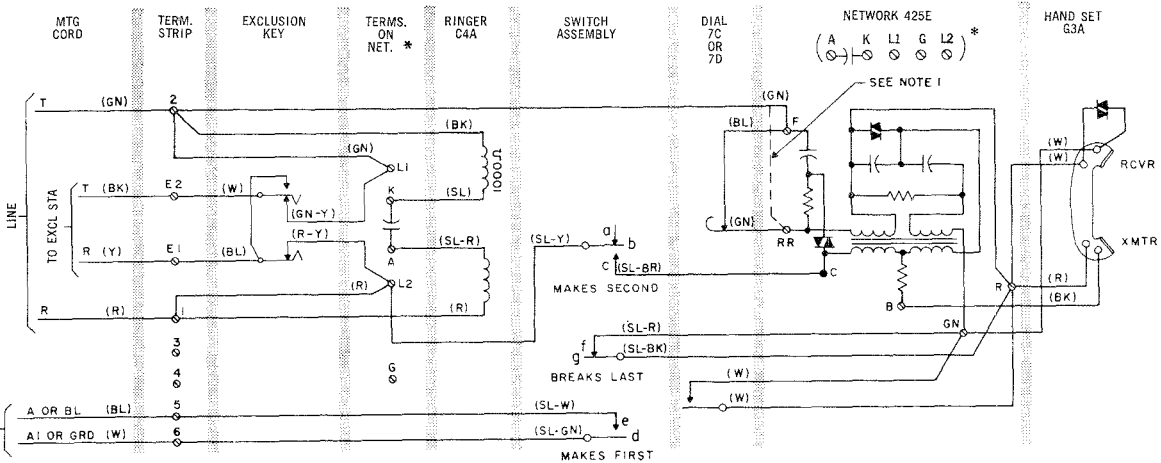 MTG
CORD
TERM.
STRIP
EXCLUSION
KEY
TERMS.
ON
NET. *
RINGER
C4A
SWITCH
ASSEMBLY
DIAL
7C
OR
7D
NETWORK 425E
(A K L1 G L2)*
HAND SET
G3A
SEE NOTE 1
T (GN) 2
(GN)
(BL) F
(BK)
(GN)
L1
1000Ω
(W)
(W)
RCVR
LINE
TO EXCL STA
T (BK) E2 (W)
K
(SL)
(GN-Y)
(R-Y)
(GN)
RR
R (Y) E1 (BL)
A
(SL-R)
(SL-Y)
a
b
c
(SL-BR)
C
MAKES SECOND
XMTR
(R) L2
R
(R)
(BK)
B
R (R) 1
(R)
GN
(SL-R)
f
g
(SL-BK)
BREAKS LAST
3
4
G
(W)
(W)
A OR BL (BL) 5
(SL-W)
e
A1 OR GRD (W) 6
(SL-GN)
d
MAKES FIRST